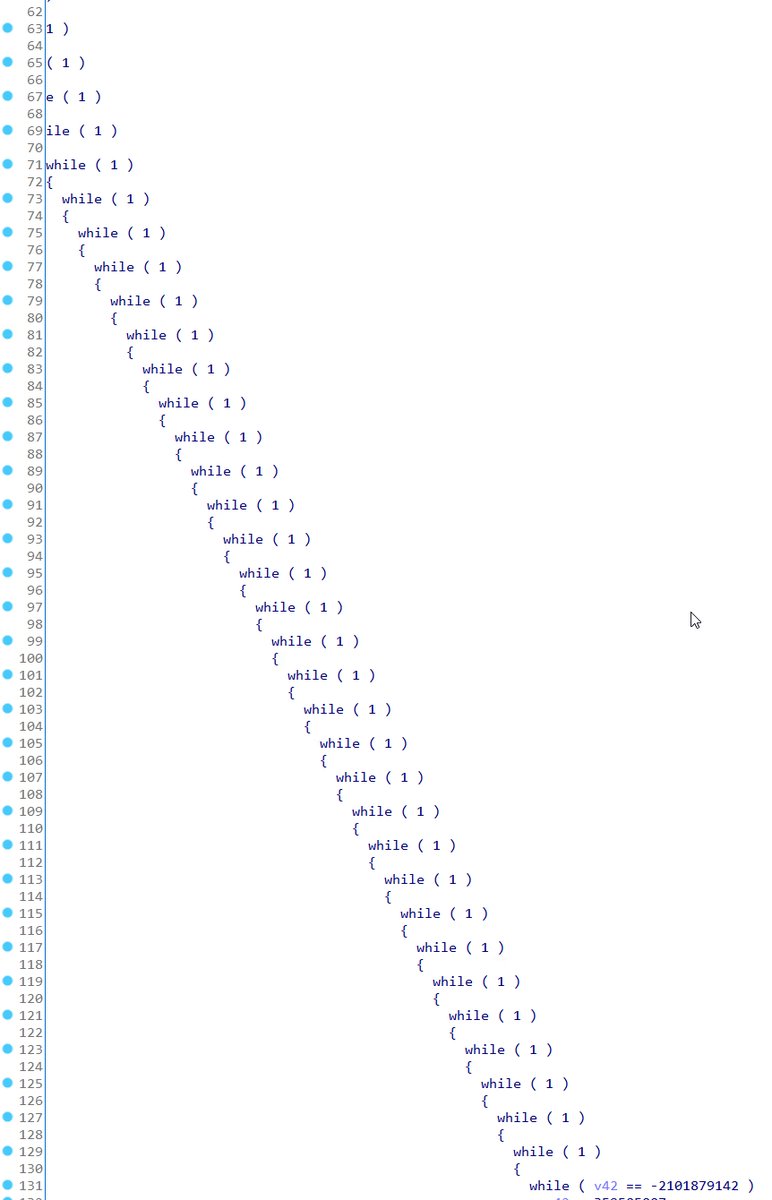 62
63 1 )
64
65 ( 1 )
66
67 e ( 1 )
68
69 ile ( 1 )
70
71 while ( 1 )
72 {
73 while ( 1 )
74 {
75 while ( 1 )
76 {
77 while ( 1 )
78 {
79 while ( 1 )
80 {
81 while ( 1 )
82 {
83 while ( 1 )
84 {
85 while ( 1 )
86 {
87 while ( 1 )
88 {
89 while ( 1 )
90 {
91 while ( 1 )
92 {
93 while ( 1 )
94 {
95 while ( 1 )
96 {
97 while ( 1 )
98 {
99 while ( 1 )
100 {
101 while ( 1 )
102 {
103 while ( 1 )
104 {
105 while ( 1 )
106 {
107 while ( 1 )
108 {
109 while ( 1 )
110 {
111 while ( 1 )
112 {
113 while ( 1 )
114 {
115 while ( 1 )
116 {
117 while ( 1 )
118 {
119 while ( 1 )
120 {
121 while ( 1 )
122 {
123 while ( 1 )
124 {
125 while ( 1 )
126 {
127 while ( 1 )
128 {
129 while ( 1 )
130 {
131 while ( v42 == -2101879142 )